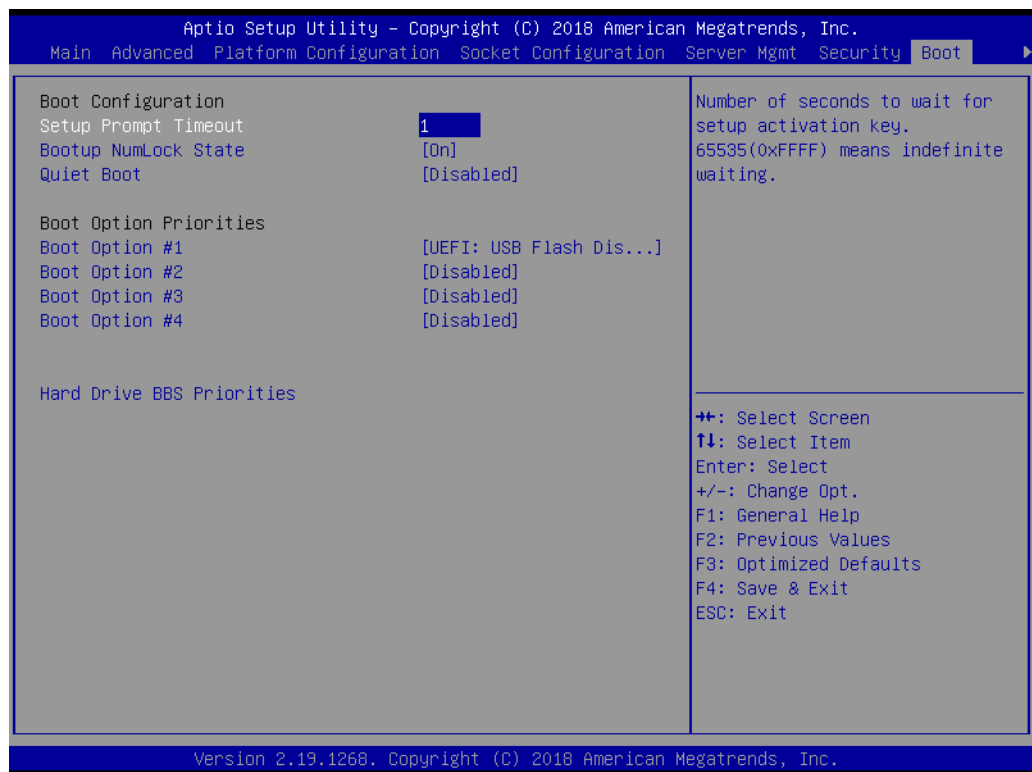 Aptio Setup Utility – Copyright (C) 2018 American Megatrends, Inc.
Main Advanced Platform Configuration Socket Configuration Server Mgmt Security Boot
Boot Configuration
Setup Prompt Timeout 1
Bootup NumLock State [On]
Quiet Boot [Disabled]
Boot Option Priorities
Boot Option #1 [UEFI: USB Flash Dis...]
Boot Option #2 [Disabled]
Boot Option #3 [Disabled]
Boot Option #4 [Disabled]
Hard Drive BBS Priorities
Number of seconds to wait for
setup activation key.
65535(0xFFFF) means indefinite
waiting.
→←: Select Screen
↑↓: Select Item
Enter: Select
+/-: Change Opt.
F1: General Help
F2: Previous Values
F3: Optimized Defaults
F4: Save & Exit
ESC: Exit
Version 2.19.1268. Copyright (C) 2018 American Megatrends, Inc.